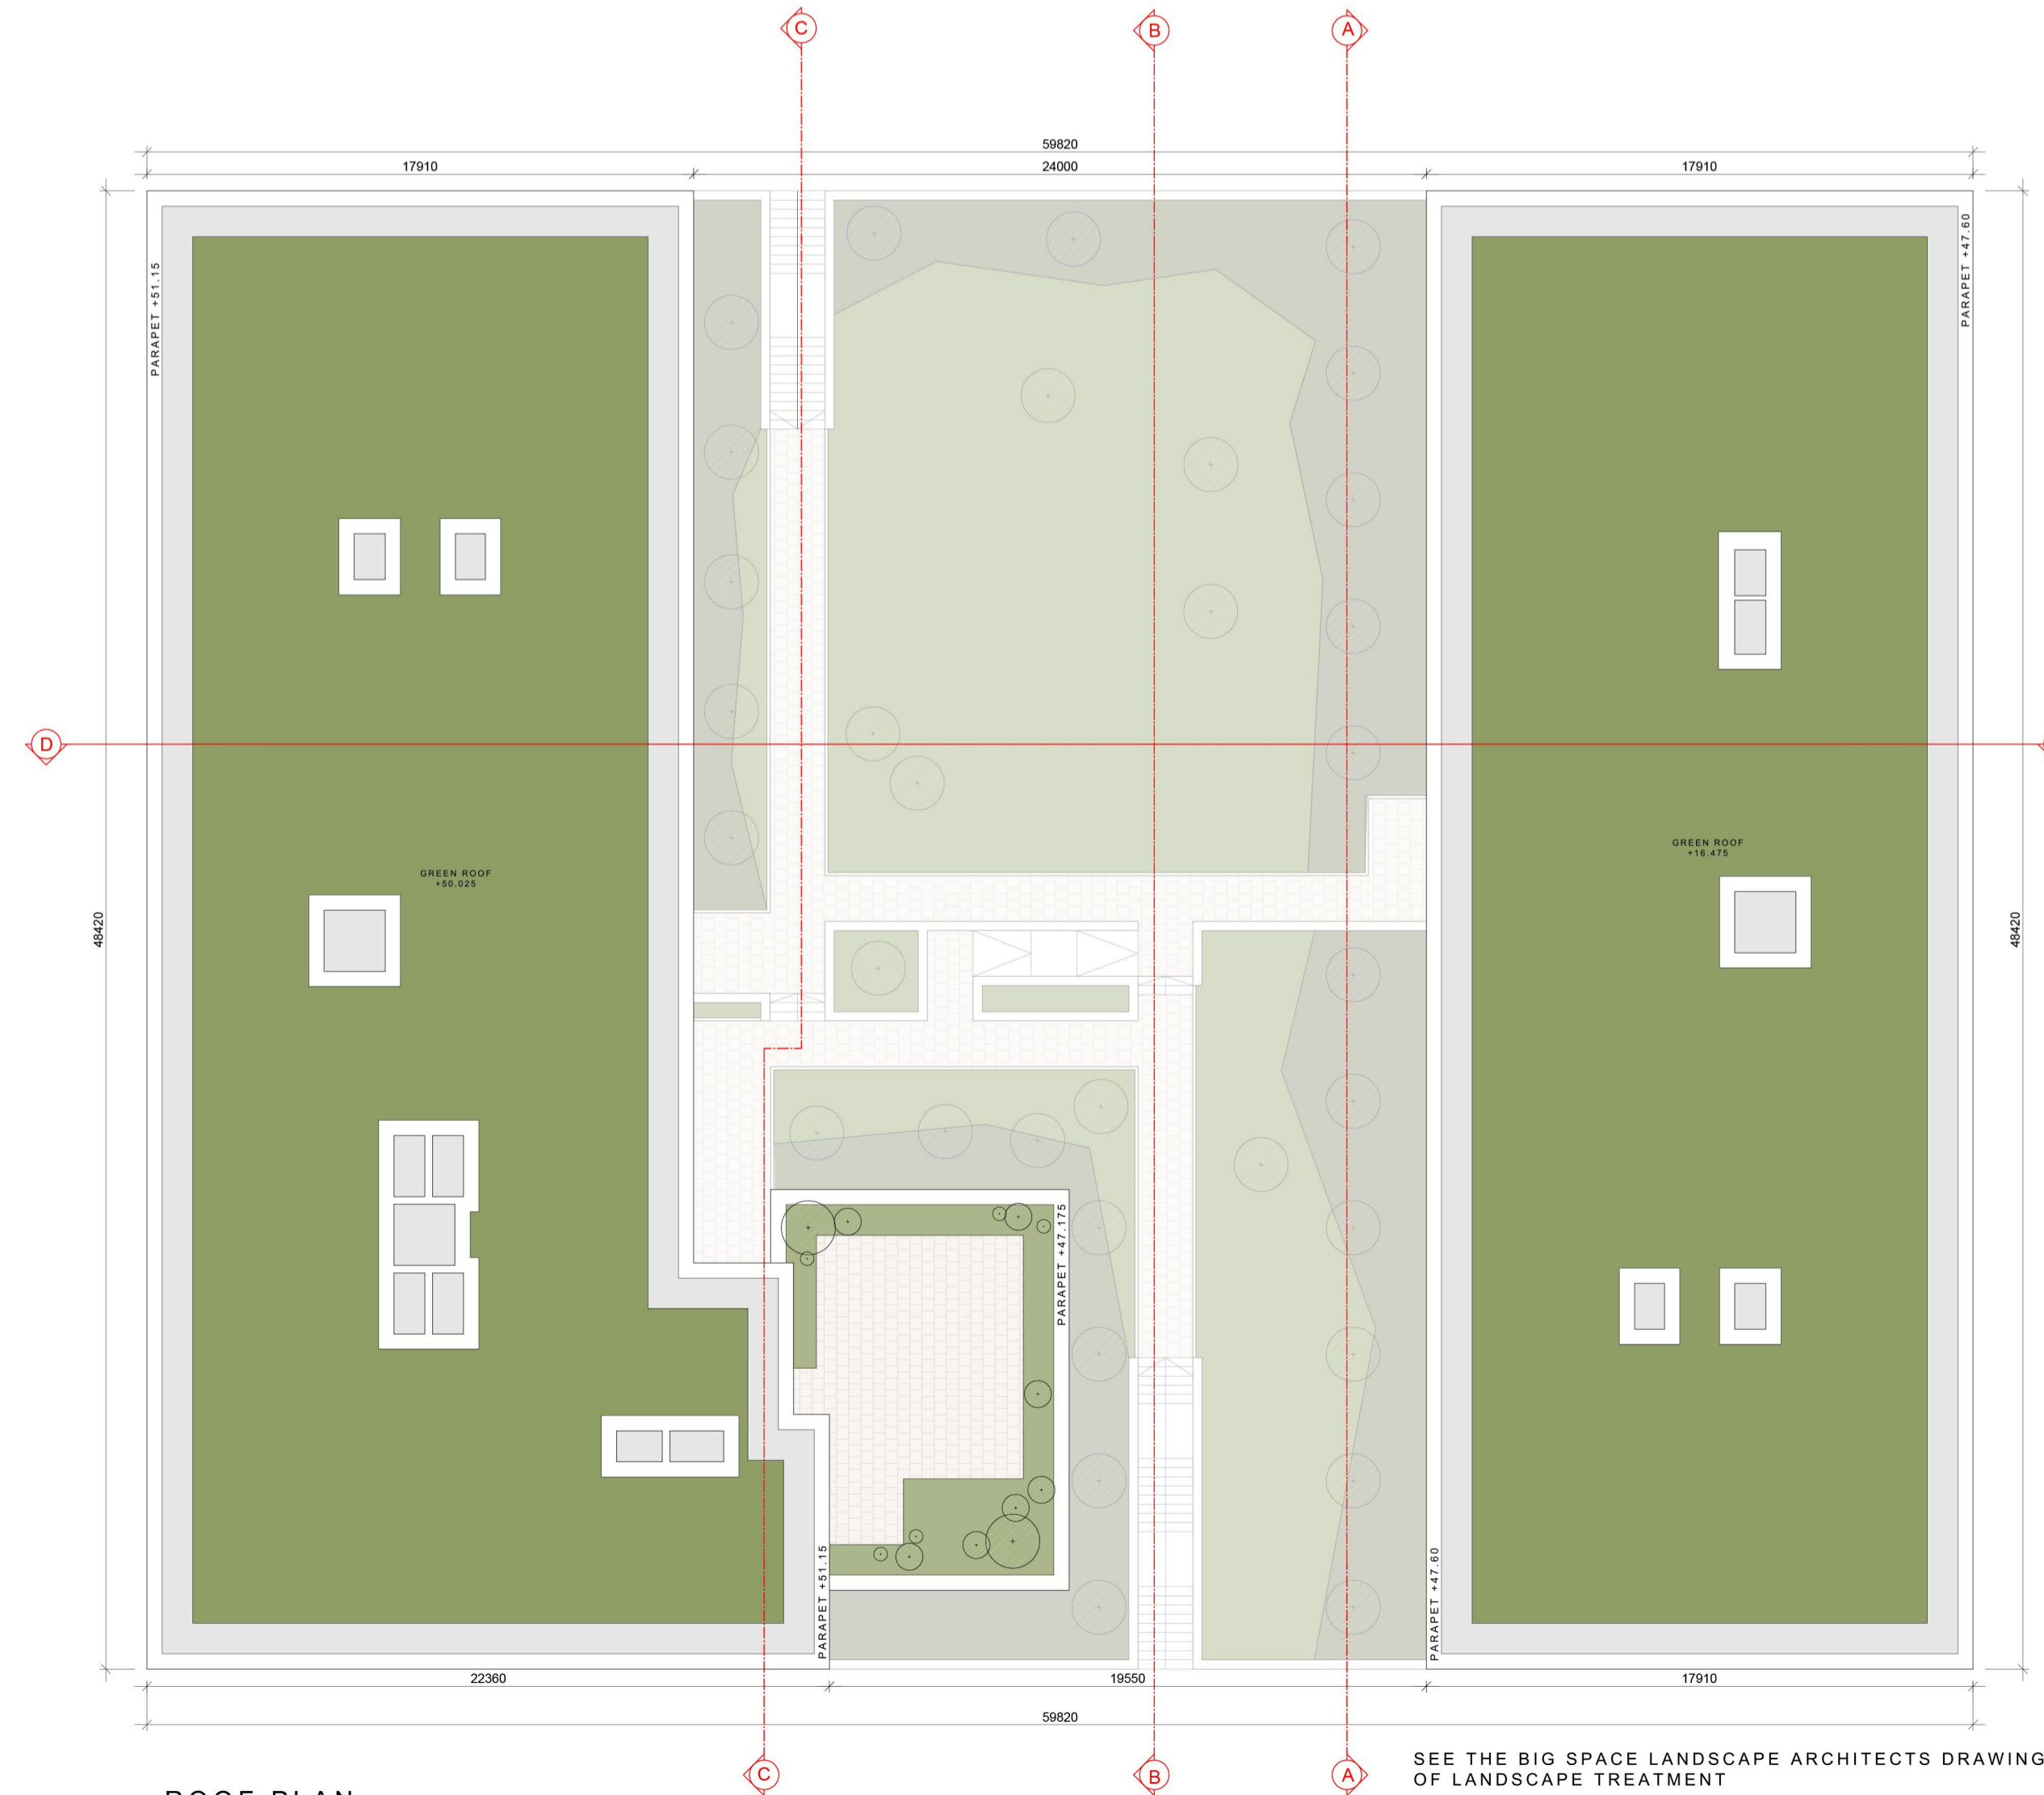 C
B
A
59820
17910
24000
17910
PARAPET +51.15
PARAPET +47.60
D
GREEN ROOF
+50.025
GREEN ROOF
+16.475
48420
48420
PARAPET +47.175
PARAPET +51.15
PARAPET +47.60
22360
19550
17910
59820
C
B
A
SEE THE BIG SPACE LANDSCAPE ARCHITECTS DRAWING
OF LANDSCAPE TREATMENT
ROOF PLAN